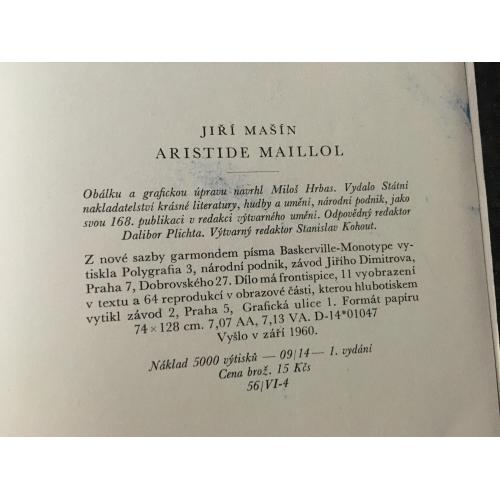 JIŘÍ MAŠÍN
ARISTIDE MAILLOL
Obálku a grafickou úpravu navrhl Miloš Hrbas. Vydalo Státní
nakladatelství krásné literatury, hudby a umění, národní podnik, jako
svou 168. publikaci v redakci výtvarného umění. Odpovědný redaktor
Dalibor Plichta. Výtvarný redaktor Stanislav Kohout.
Z nové sazby garmondem písma Baskerville-Monotype vy-
tiskla Polygrafia 3, národní podnik, závod Jiřího Dimitrova,
Praha 7, Dobrovského 27. Dílo má frontispice, 11 vyobrazení
v textu a 64 reprodukcí v obrazové části, kterou hlubotiskem
vytikl závod 2, Praha 5, Grafická ulice 1. Formát papíru
74×128 cm. 7,07 AA, 7,13 VA. D-14*01047
Vyšlo v září 1960.
Náklad 5000 výtisků — 09/14 — 1. vydání
Cena brož. 15 Kčs
56/VI-4